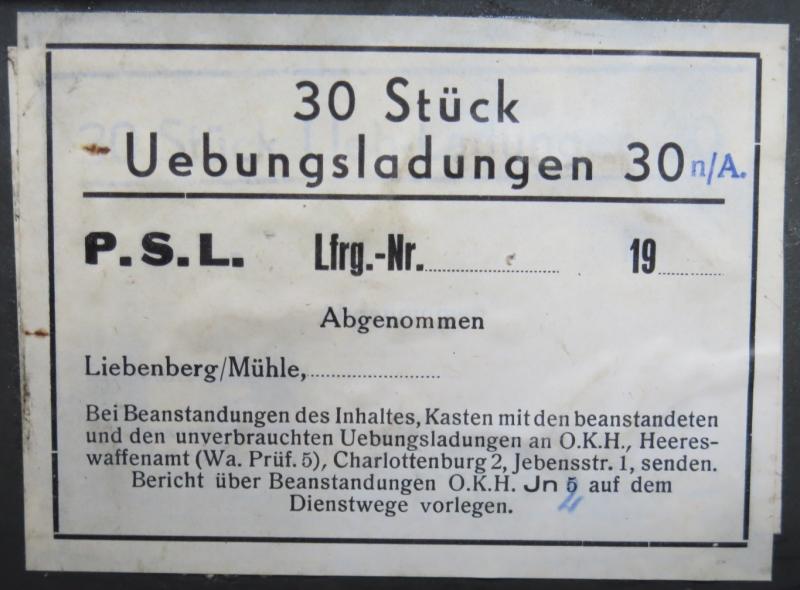 30 Stück
Uebungsladungen 30 n/A.
P.S.L. Lfrg.-Nr. 19
Abgenommen
Liebenberg/Mühle,
Bei Beanstandungen des Inhaltes, Kasten mit den beanstandeten
und den unverbrauchten Uebungsladungen an O.K.H., Heeres-
waffenamt (Wa. Prüf. 5), Charlottenburg 2, Jebensstr. 1, senden.
Bericht über Beanstandungen O.K.H. Jn 5 auf dem
4
Dienstwege vorlegen.